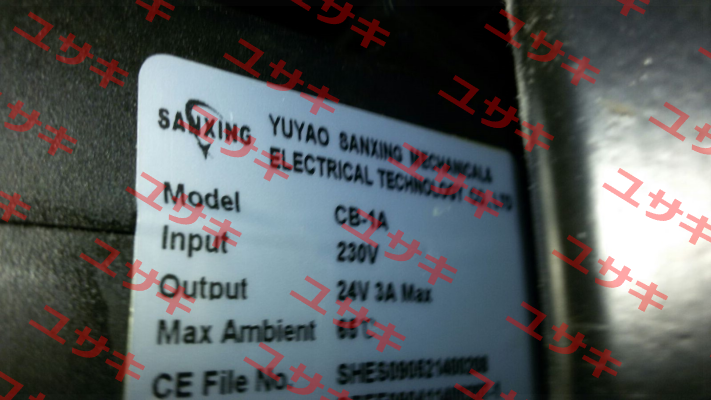 SANXING
YUYAO SANXING MECHANICALA
ELECTRICAL TECHNOLOGY CO LTD
Model CB-1A
Input 230V
Output 24V 3A Max
Max Ambient
CE File No.
ユサキ